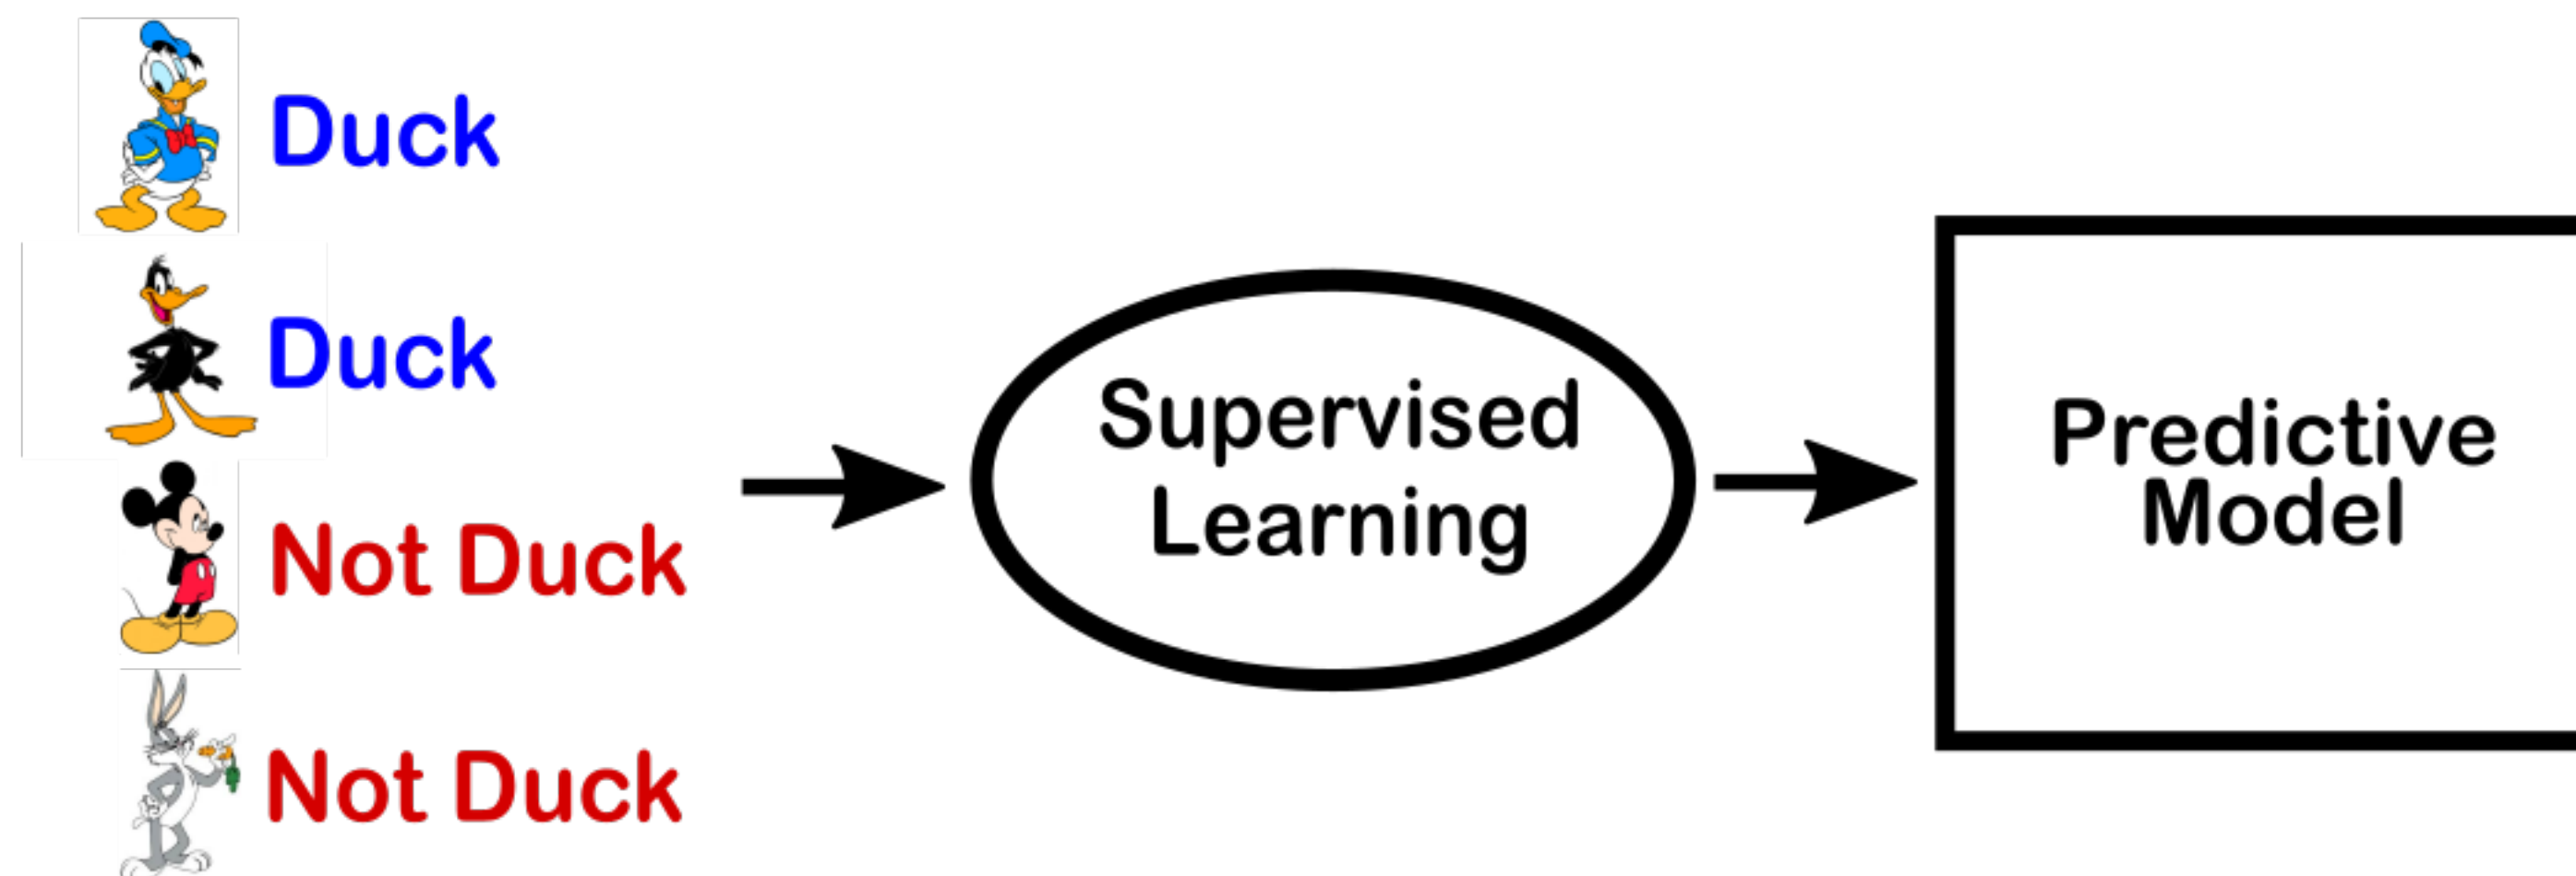 Duck
Duck
Not Duck
Not Duck
Supervised
Learning
Predictive
Model